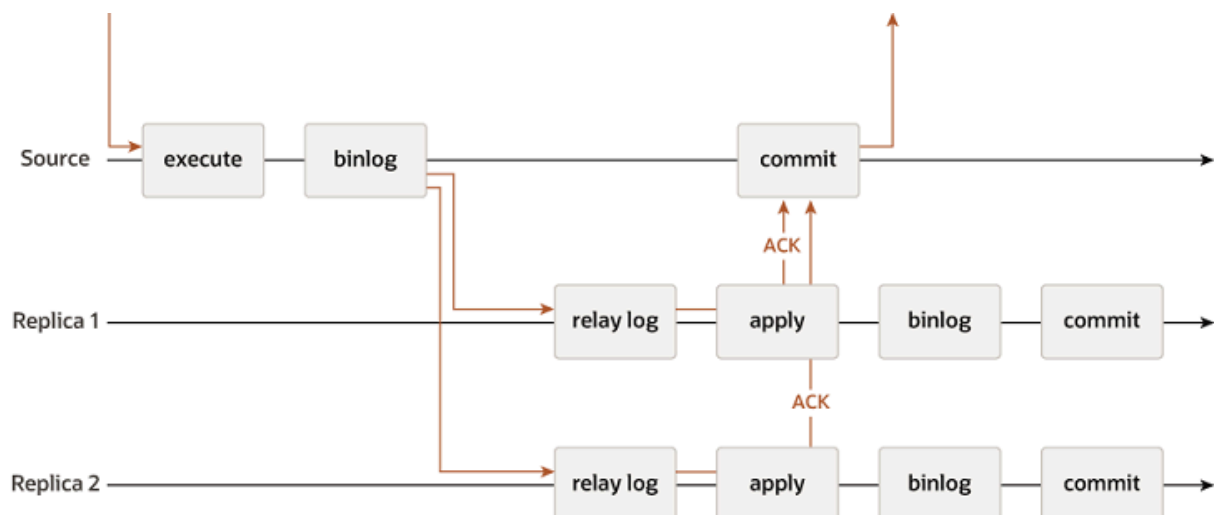 Source execute binlog commit
ACK
Replica 1 relay log apply binlog commit
ACK
Replica 2 relay log apply binlog commit